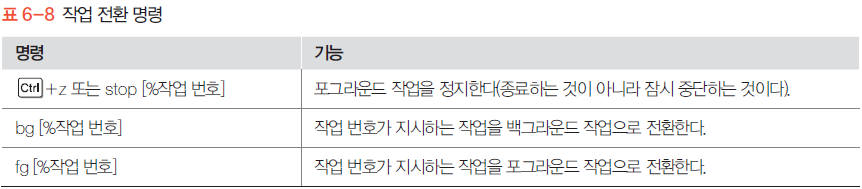 표 6-8 작업 전환 명령
명령 기능
Ctrl+z 또는 stop [%작업 번호] 포그라운드 작업을 정지한다(종료하는 것이 아니라 잠시 중단하는 것이다).
bg [%작업 번호] 작업 번호가 지시하는 작업을 백그라운드 작업으로 전환한다.
fg [%작업 번호] 작업 번호가 지시하는 작업을 포그라운드 작업으로 전환한다.